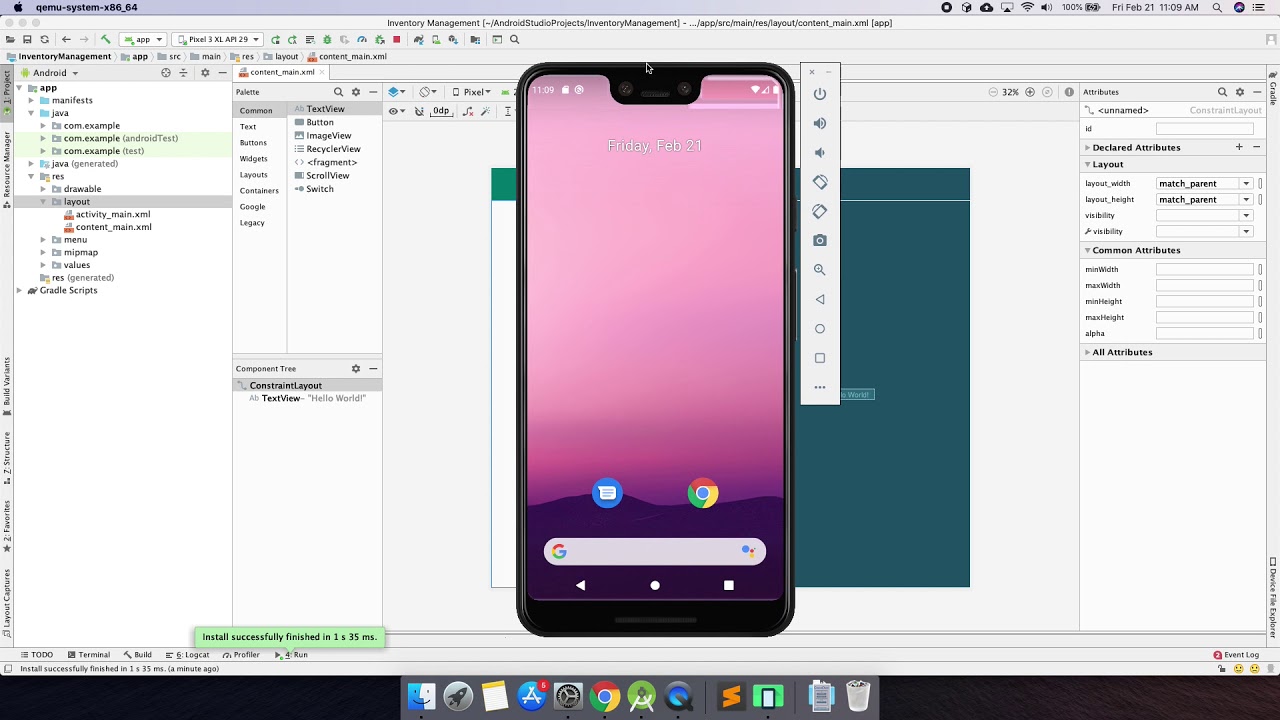 qemu-system-x86_64
100%
Fri Feb 21 11:09 AM
Inventory Management [~/AndroidStudioProjects/InventoryManagement] - .../app/src/main/res/layout/content_main.xml [app]
app
Pixel 3 XL API 29
InventoryManagement
app
src
main
res
layout
content_main.xml
1: Project
Resource Manager
Build Variants
Z: Structure
2: Favorites
Layout Captures
Android
app
manifests
java
com.example
com.example (androidTest)
com.example (test)
java (generated)
res
drawable
layout
activity_main.xml
content_main.xml
menu
mipmap
values
res (generated)
Gradle Scripts
content_main.xml
Palette
Common
Text
Buttons
Widgets
Layouts
Containers
Google
Legacy
Ab TextView
Button
ImageView
RecyclerView
<fragment>
ScrollView
Switch
Component Tree
ConstraintLayout
Ab TextView- "Hello World!"
Pixel
0dp
11:09
Friday, Feb 21
32%
lo World!
Attributes
<unnamed>
ConstraintLayout
id
Declared Attributes
Layout
layout_width
match_parent
layout_height
match_parent
visibility
visibility
Common Attributes
minWidth
maxWidth
minHeight
maxHeight
alpha
All Attributes
Gradle
Device File Explorer
Install successfully finished in 1 s 35 ms.
TODO
Terminal
Build
6: Logcat
Profiler
4: Run
2 Event Log
Install successfully finished in 1 s 35 ms. (a minute ago)